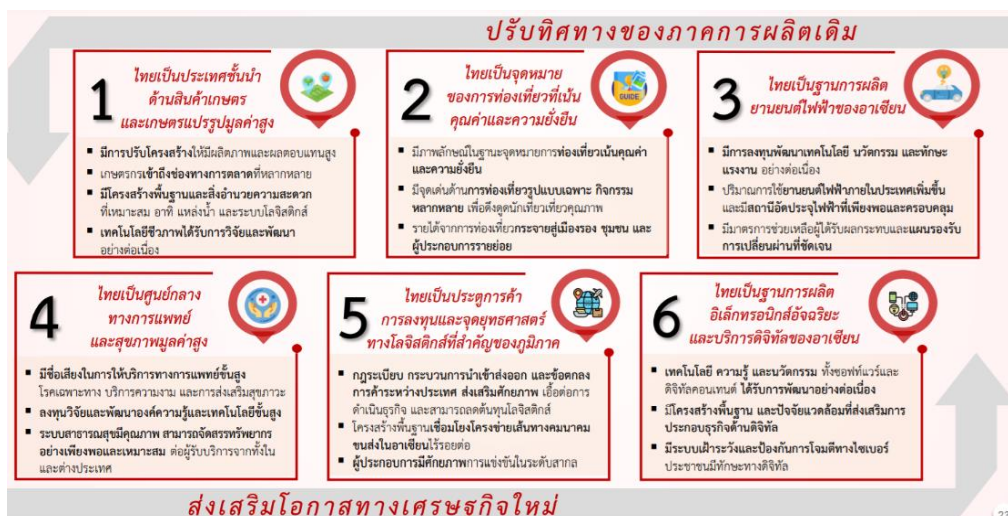 ปรับทิศทางของภาคการผลิตเดิม
1
ไทยเป็นประเทศชั้นนำ
ด้านสินค้าเกษตร
และเกษตรแปรรูปมูลค่าสูง
▪ มีการปรับโครงสร้างให้มีผลิตภาพและผลตอบแทนสูง
▪ เกษตรกรเข้าถึงช่องทางการตลาดที่หลากหลาย
▪ มีโครงสร้างพื้นฐานและสิ่งอำนวยความสะดวก
ที่เหมาะสม อาทิ แหล่งน้ำ และระบบโลจิสติกส์
▪ เทคโนโลยีชีวภาพได้รับการวิจัยและพัฒนา
อย่างต่อเนื่อง
2
ไทยเป็นจุดหมาย
ของการท่องเที่ยวที่เน้น
คุณค่าและความยั่งยืน
GUIDE
▪ มีภาพลักษณ์ในฐานะจุดหมายการท่องเที่ยวเน้นคุณค่า
และความยั่งยืน
▪ มีจุดเด่นด้านการท่องเที่ยวรูปแบบเฉพาะ กิจกรรม
หลากหลาย เพื่อดึงดูดนักเที่ยวเที่ยวคุณภาพ
▪ รายได้จากการท่องเที่ยวกระจายสู่เมืองรอง ชุมชน และ
ผู้ประกอบการรายย่อย
3
ไทยเป็นฐานการผลิต
ยานยนต์ไฟฟ้าของอาเซียน
▪ มีการลงทุนพัฒนาเทคโนโลยี นวัตกรรม และทักษะ
แรงงาน อย่างต่อเนื่อง
▪ ปริมาณการใช้ยานยนต์ไฟฟ้าภายในประเทศเพิ่มขึ้น
และมีสถานีอัดประจุไฟฟ้าที่เพียงพอและครอบคลุม
▪ มีมาตรการช่วยเหลือผู้ได้รับผลกระทบและแผนรองรับ
การเปลี่ยนผ่านที่ชัดเจน
4
ไทยเป็นศูนย์กลาง
ทางการแพทย์
และสุขภาพมูลค่าสูง
▪ มีชื่อเสียงในการให้บริการทางการแพทย์ขั้นสูง
โรคเฉพาะทาง บริการความงาม และการส่งเสริมสุขภาวะ
▪ ลงทุนวิจัยและพัฒนาองค์ความรู้และเทคโนโลยีขั้นสูง
▪ ระบบสาธารณสุขมีคุณภาพ สามารถจัดสรรทรัพยากร
อย่างเพียงพอและเหมาะสม ต่อผู้รับบริการจากทั้งใน
และต่างประเทศ
5
ไทยเป็นประตูการค้า
การลงทุนและจุดยุทธศาสตร์
ทางโลจิสติกส์ที่สำคัญของภูมิภาค
▪ กฎระเบียบ กระบวนการนำเข้าส่งออก และข้อตกลง
การค้าระหว่างประเทศ ส่งเสริมศักยภาพ เอื้อต่อการ
ดำเนินธุรกิจ และสามารถลดต้นทุนโลจิสติกส์
▪ โครงสร้างพื้นฐานเชื่อมโยงโครงข่ายเส้นทางคมนาคม
ขนส่งในอาเซียนไร้รอยต่อ
▪ ผู้ประกอบการมีศักยภาพการแข่งขันในระดับสากล
6
ไทยเป็นฐานการผลิต
อิเล็กทรอนิกส์อัจฉริยะ
และบริการดิจิทัลของอาเซียน
▪ เทคโนโลยี ความรู้ และนวัตกรรม ทั้งซอฟท์แวร์และ
ดิจิทัลคอนเทนต์ ได้รับการพัฒนาอย่างต่อเนื่อง
▪ มีโครงสร้างพื้นฐาน และปัจจัยแวดล้อมที่ส่งเสริมการ
ประกอบธุรกิจด้านดิจิทัล
▪ มีระบบเฝ้าระวังและป้องกันการโจมตีทางไซเบอร์
ประชาชนมีทักษะทางดิจิทัล
ส่งเสริมโอกาสทางเศรษฐกิจใหม่